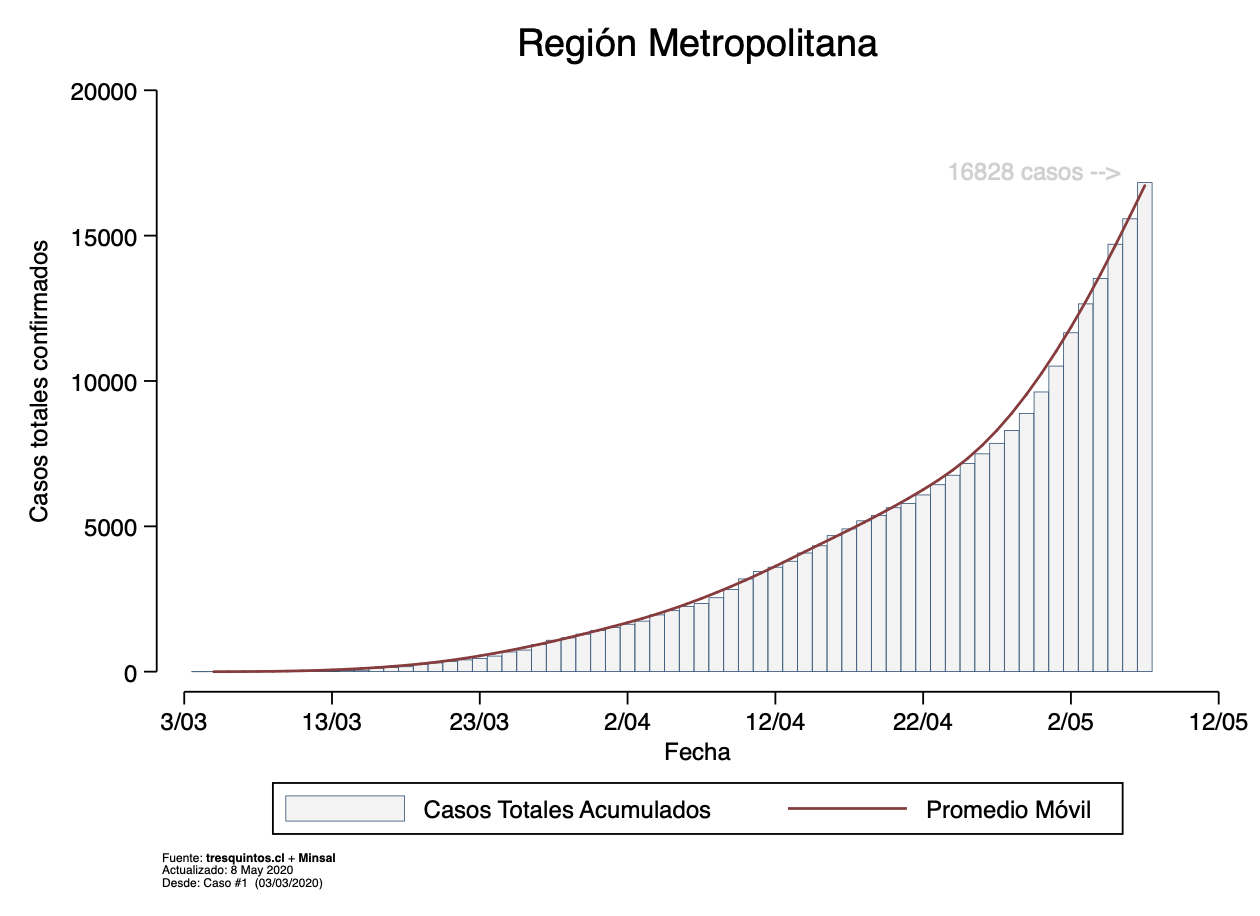 Región Metropolitana
20000
15000
10000
5000
0
Casos totales confirmados
16828 casos -->
3/03 13/03 23/03 2/04 12/04 22/04 2/05 12/05
Fecha
Casos Totales Acumulados Promedio Móvil
Fuente: tresquintos.cl + Minsal
Actualizado: 8 May 2020
Desde: Caso #1 (03/03/2020)